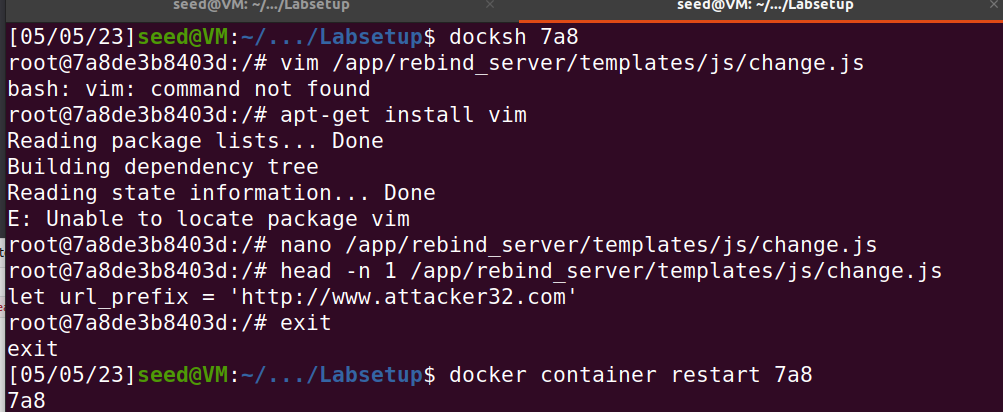 seed@VM: ~/.../Labsetup × seed@VM: ~/.../Labsetup ×
[05/05/23]seed@VM:~/.../Labsetup$ docksh 7a8
root@7a8de3b8403d:/# vim /app/rebind_server/templates/js/change.js
bash: vim: command not found
root@7a8de3b8403d:/# apt-get install vim
Reading package lists... Done
Building dependency tree
Reading state information... Done
E: Unable to locate package vim
root@7a8de3b8403d:/# nano /app/rebind_server/templates/js/change.js
root@7a8de3b8403d:/# head -n 1 /app/rebind_server/templates/js/change.js
let url_prefix = 'http://www.attacker32.com'
root@7a8de3b8403d:/# exit
exit
[05/05/23]seed@VM:~/.../Labsetup$ docker container restart 7a8
7a8